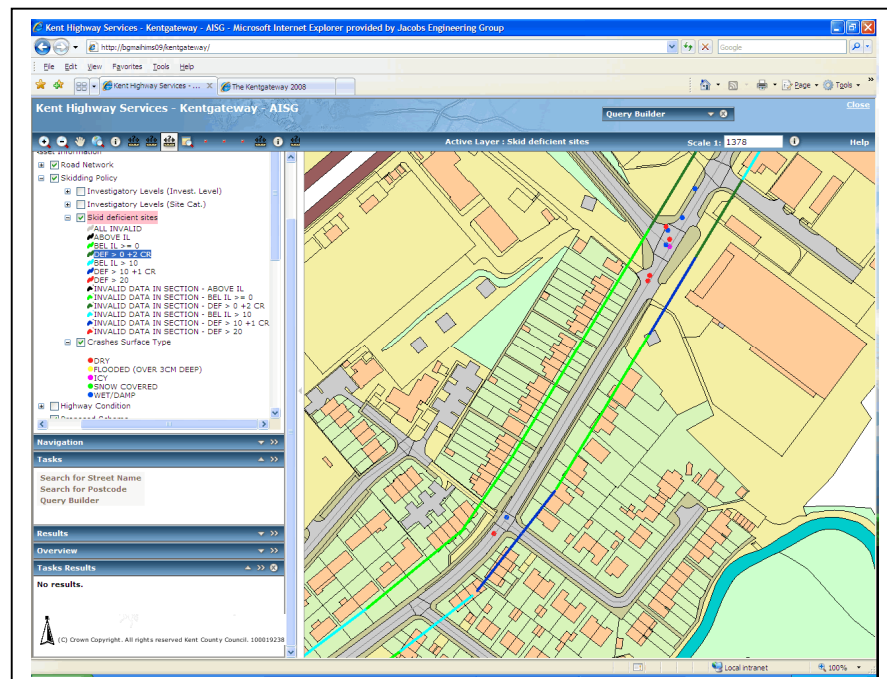 Kent Highway Services - Kentgateway - AISG - Microsoft Internet Explorer provided by Jacobs Engineering Group
http://bgmaihims09/kentgateway/
Google
File Edit View Favorites Tools Help
Kent Highway Services - ... X The Kentgateway 2008
Page Tools
Kent Highway Services - Kentgateway - AISG
Query Builder
Close
Active Layer : Skid deficient sites
Scale 1: 1378
Help
Asset Information
Road Network
Skidding Policy
Investigatory Levels (Invest. Level)
Investigatory Levels (Site Cat.)
Skid deficient sites
ALL INVALID
ABOVE IL
BEL IL >= 0
DEF > 0 +2 CR
BEL IL > 10
DEF > 10 +1 CR
DEF > 20
INVALID DATA IN SECTION - ABOVE IL
INVALID DATA IN SECTION - BEL IL >= 0
INVALID DATA IN SECTION - DEF > 0 +2 CR
INVALID DATA IN SECTION - BEL IL > 10
INVALID DATA IN SECTION - DEF > 10 +1 CR
INVALID DATA IN SECTION - DEF > 20
Crashes Surface Type
DRY
FLOODED (OVER 3CM DEEP)
ICY
SNOW COVERED
WET/DAMP
Highway Condition
Navigation
Tasks
Search for Street Name
Search for Postcode
Query Builder
Results
Overview
Tasks Results
No results.
(C) Crown Copyright. All rights reserved Kent County Council. 100019238
Local intranet
100%